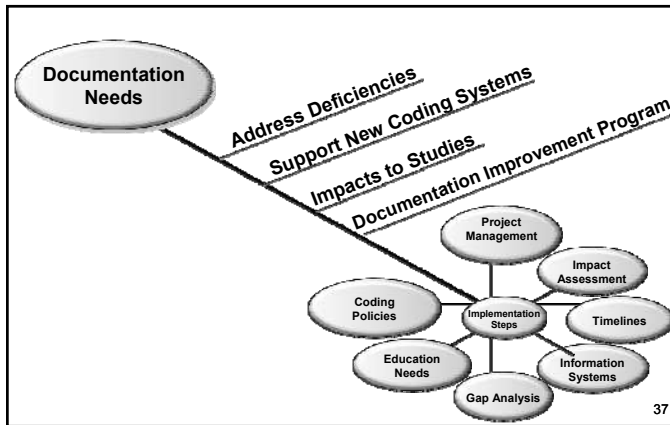 Documentation
Needs
Address Deficiencies
Support New Coding Systems
Impacts to Studies
Documentation Improvement Program
Project
Management
Impact
Assessment
Coding
Policies
Implementation
Steps
Timelines
Education
Needs
Information
Systems
Gap Analysis
37